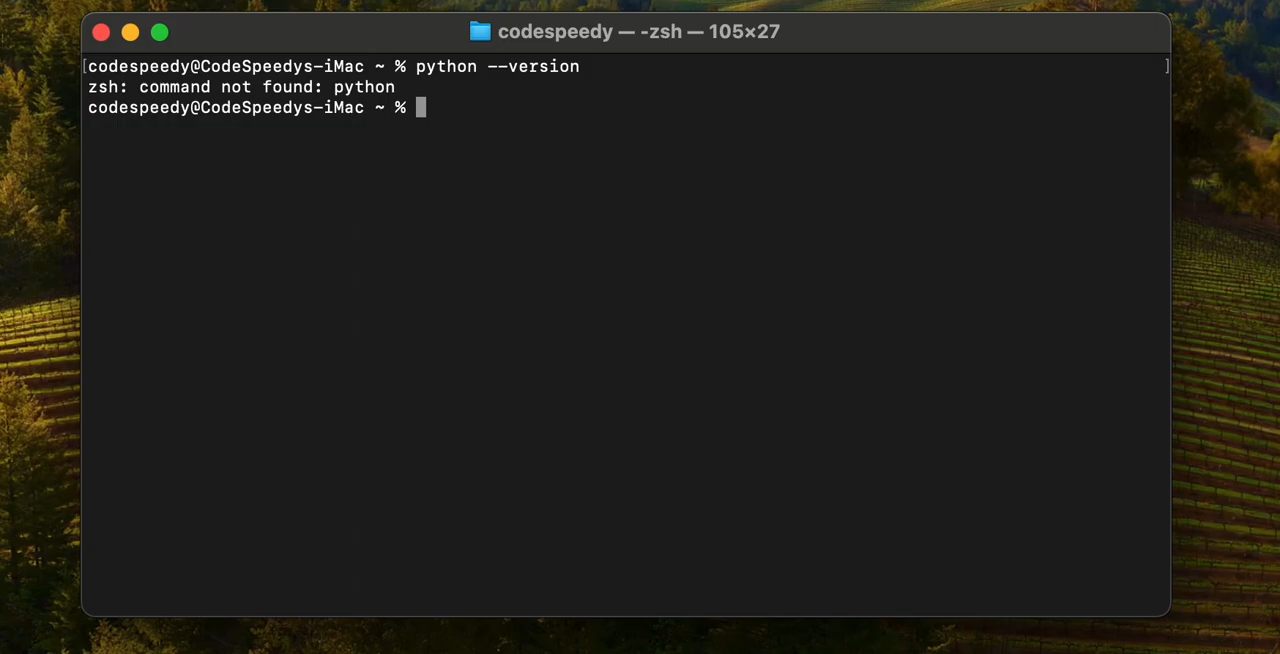 codespeedy — -zsh — 105×27
[codespeedy@CodeSpeedys-iMac ~ % python --version ]
zsh: command not found: python
codespeedy@CodeSpeedys-iMac ~ %